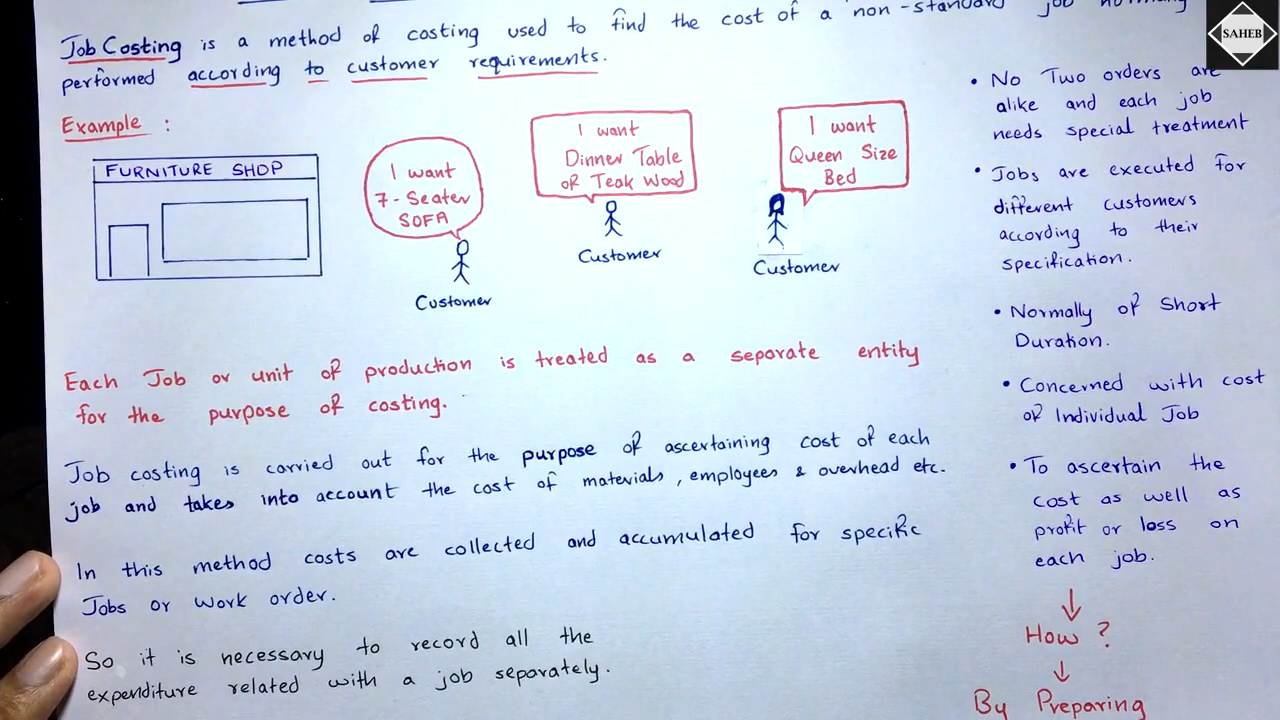 Job Costing is a method of costing used to find the cost of a non-standard job normally
performed according to customer requirements.
Example :
FURNITURE SHOP
I want
7-Seater
SOFA
Customer
I want
Dinner Table
of Teak Wood
Customer
I want
Queen Size
Bed
Customer
Each Job or unit of production is treated as a separate entity
for the purpose of costing.
Job costing is carried out for the purpose of ascertaining cost of each
job and takes into account the cost of materials, employees & overhead etc.
In this method costs are collected and accumulated for specific
Jobs or work order.
So it is necessary to record all the
expenditure related with a job separately.
SAHEB
• No Two orders are
alike and each job
needs special treatment
• Jobs are executed for
different customers
according to their
specification.
• Normally of Short
Duration.
• Concerned with cost
of Individual Job
• To ascertain the
cost as well as
profit or loss on
each job.
How ?
By Preparing